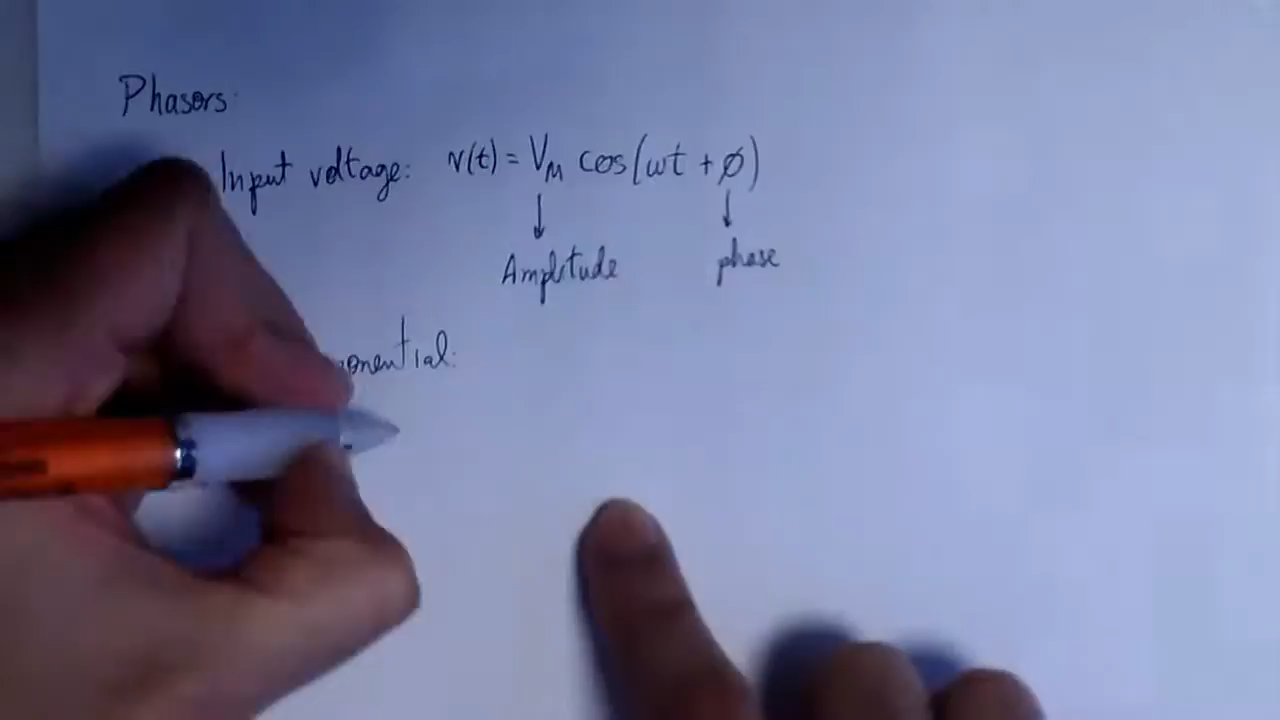 Phasors:
Input voltage: v(t) = V_M cos(ωt + ø)
↓ ↓
Amplitude phase